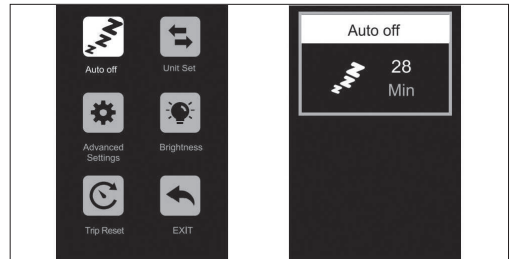 Auto off
Unit Set
Advanced
Settings
Brightness
Trip Reset
EXIT
Auto off
28
Min